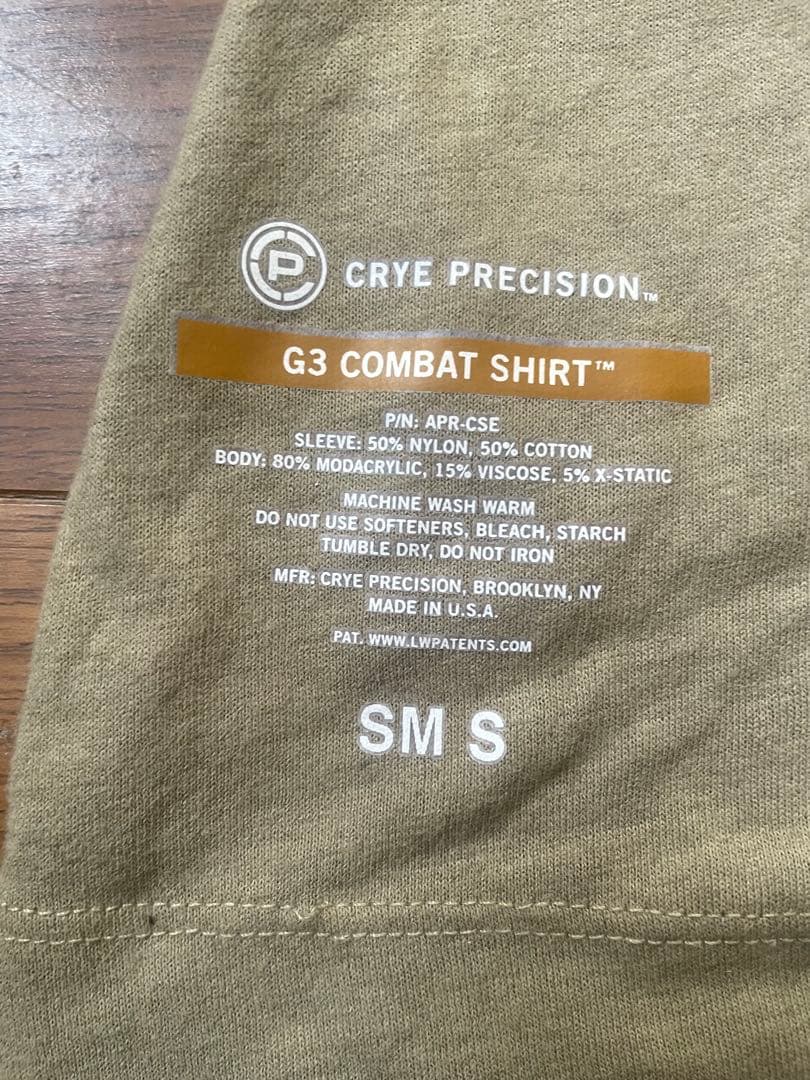 CRYE PRECISION™
G3 COMBAT SHIRT™
P/N: APR-CSE
SLEEVE: 50% NYLON, 50% COTTON
BODY: 80% MODACRYLIC, 15% VISCOSE, 5% X-STATIC
MACHINE WASH WARM
DO NOT USE SOFTENERS, BLEACH, STARCH
TUMBLE DRY, DO NOT IRON
MFR: CRYE PRECISION, BROOKLYN, NY
MADE IN U.S.A.
PAT. WWW.LWPATENTS.COM
SM S